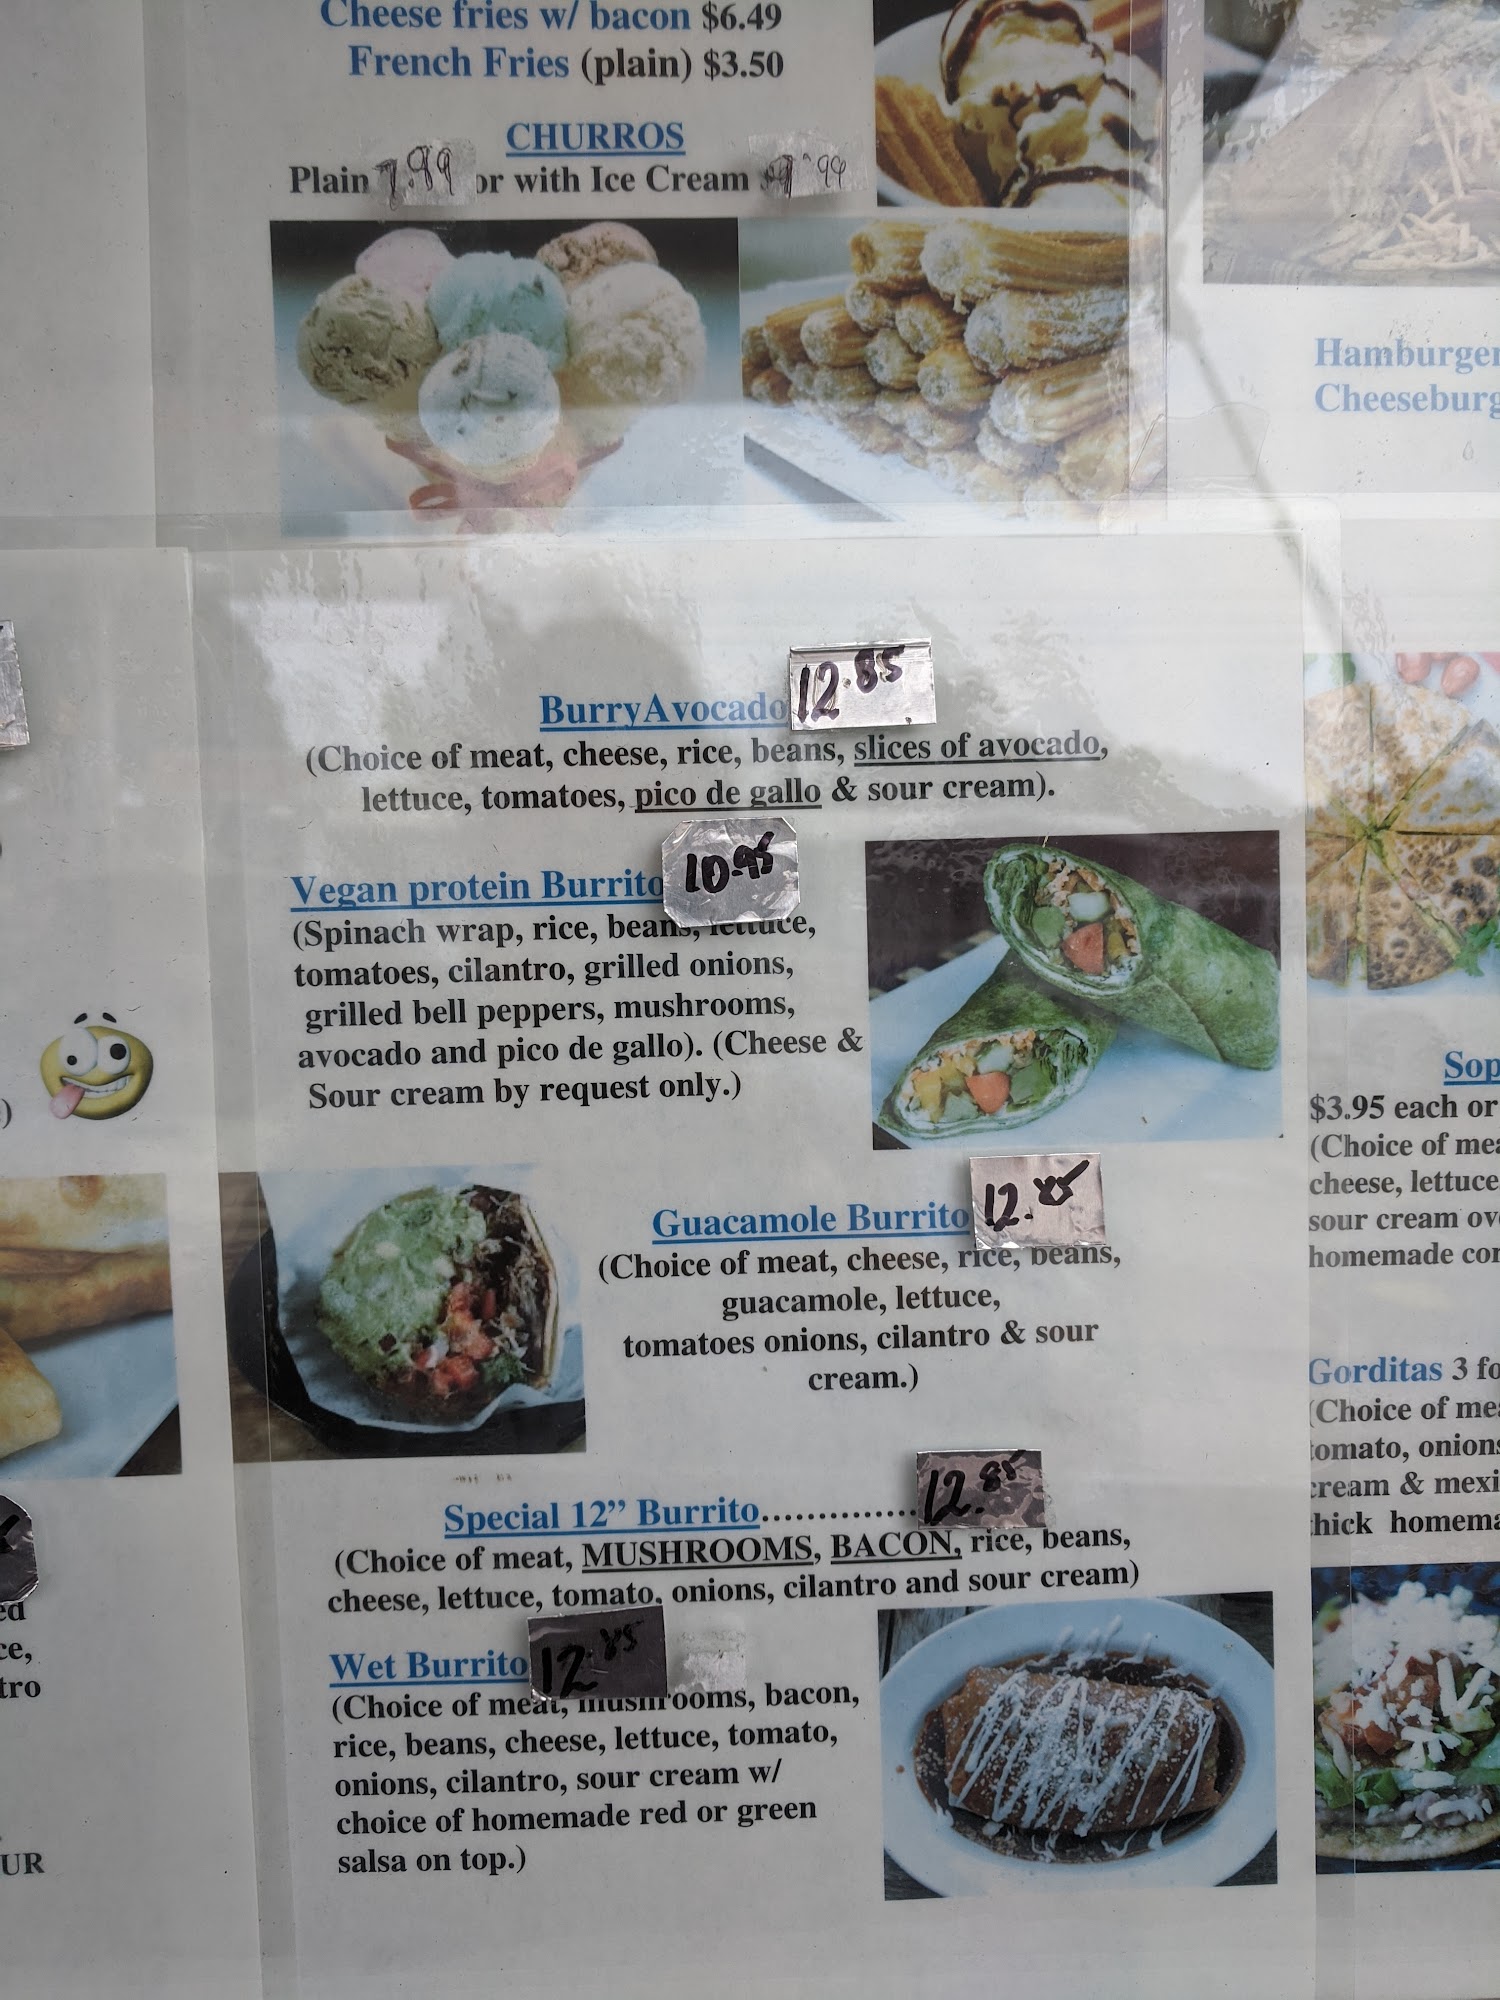 Cheese fries w/ bacon $6.49
French Fries (plain) $3.50
CHURROS
Plain 7.99 or with Ice Cream $9.99
Hamburger
Cheeseburg
BurryAvocado 12.85
(Choice of meat, cheese, rice, beans, slices of avocado,
lettuce, tomatoes, pico de gallo & sour cream).
Vegan protein Burrito 10.95
(Spinach wrap, rice, beans, lettuce,
tomatoes, cilantro, grilled onions,
grilled bell peppers, mushrooms,
avocado and pico de gallo). (Cheese &
Sour cream by request only.)
Guacamole Burrito 12.85
(Choice of meat, cheese, rice, beans,
guacamole, lettuce,
tomatoes onions, cilantro & sour
cream.)
Special 12” Burrito............... 12.85
(Choice of meat, MUSHROOMS, BACON, rice, beans,
cheese, lettuce, tomato, onions, cilantro and sour cream)
Wet Burrito 12.85
(Choice of meat, mushrooms, bacon,
rice, beans, cheese, lettuce, tomato,
onions, cilantro, sour cream w/
choice of homemade red or green
salsa on top.)
Sop
$3.95 each or
(Choice of mea
cheese, lettuce
sour cream ov
homemade cor
Gorditas 3 fo
(Choice of mea
tomato, onions
cream & mexi
thick homema
)
ed
ce,
tro
UR